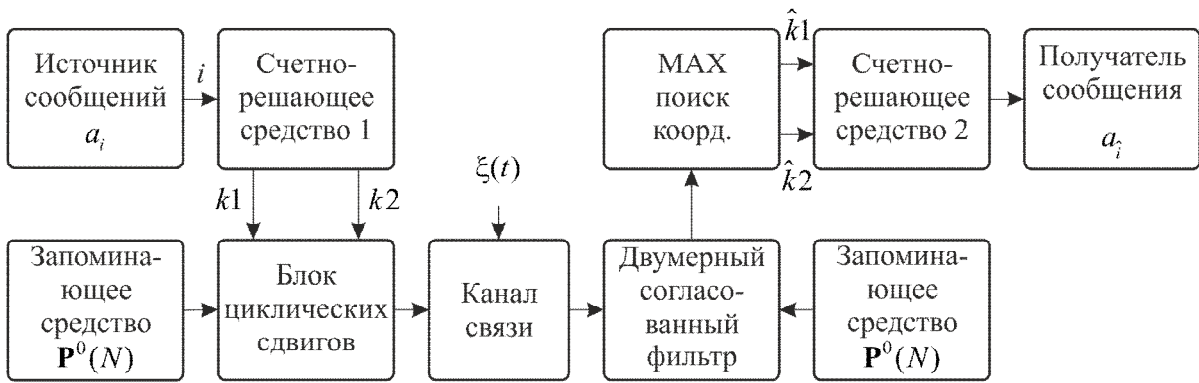 Источник
сообщений
a_i
i
Счетно-
решающее
средство 1
k1
k2
MAX
поиск
коорд.
k̂1
k̂2
Счетно-
решающее
средство 2
Получатель
сообщения
a_î
ξ(t)
Запомина-
ющее
средство
P⁰(N)
Блок
циклических
сдвигов
Канал
связи
Двумерный
согласо-
ванный
фильтр
Запомина-
ющее
средство
P⁰(N)